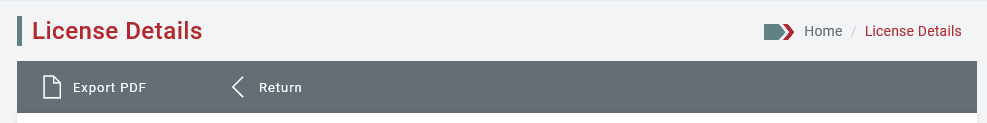 License Details
Home / License Details
Export PDF
Return